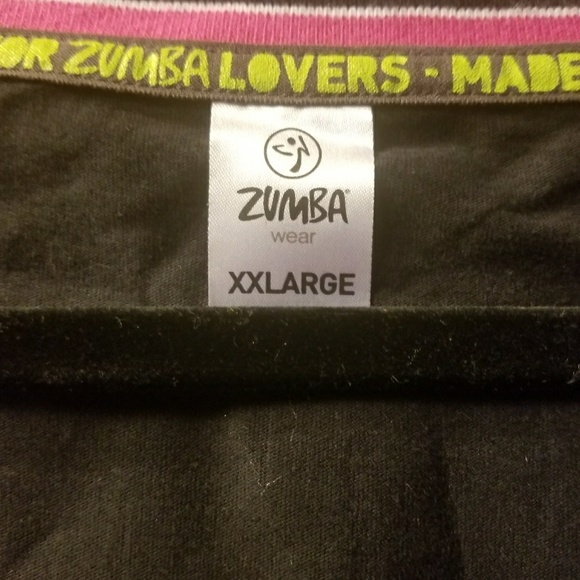 OR ZUMBA LOVERS - MADE
ZUMBA®
wear
XXLARGE